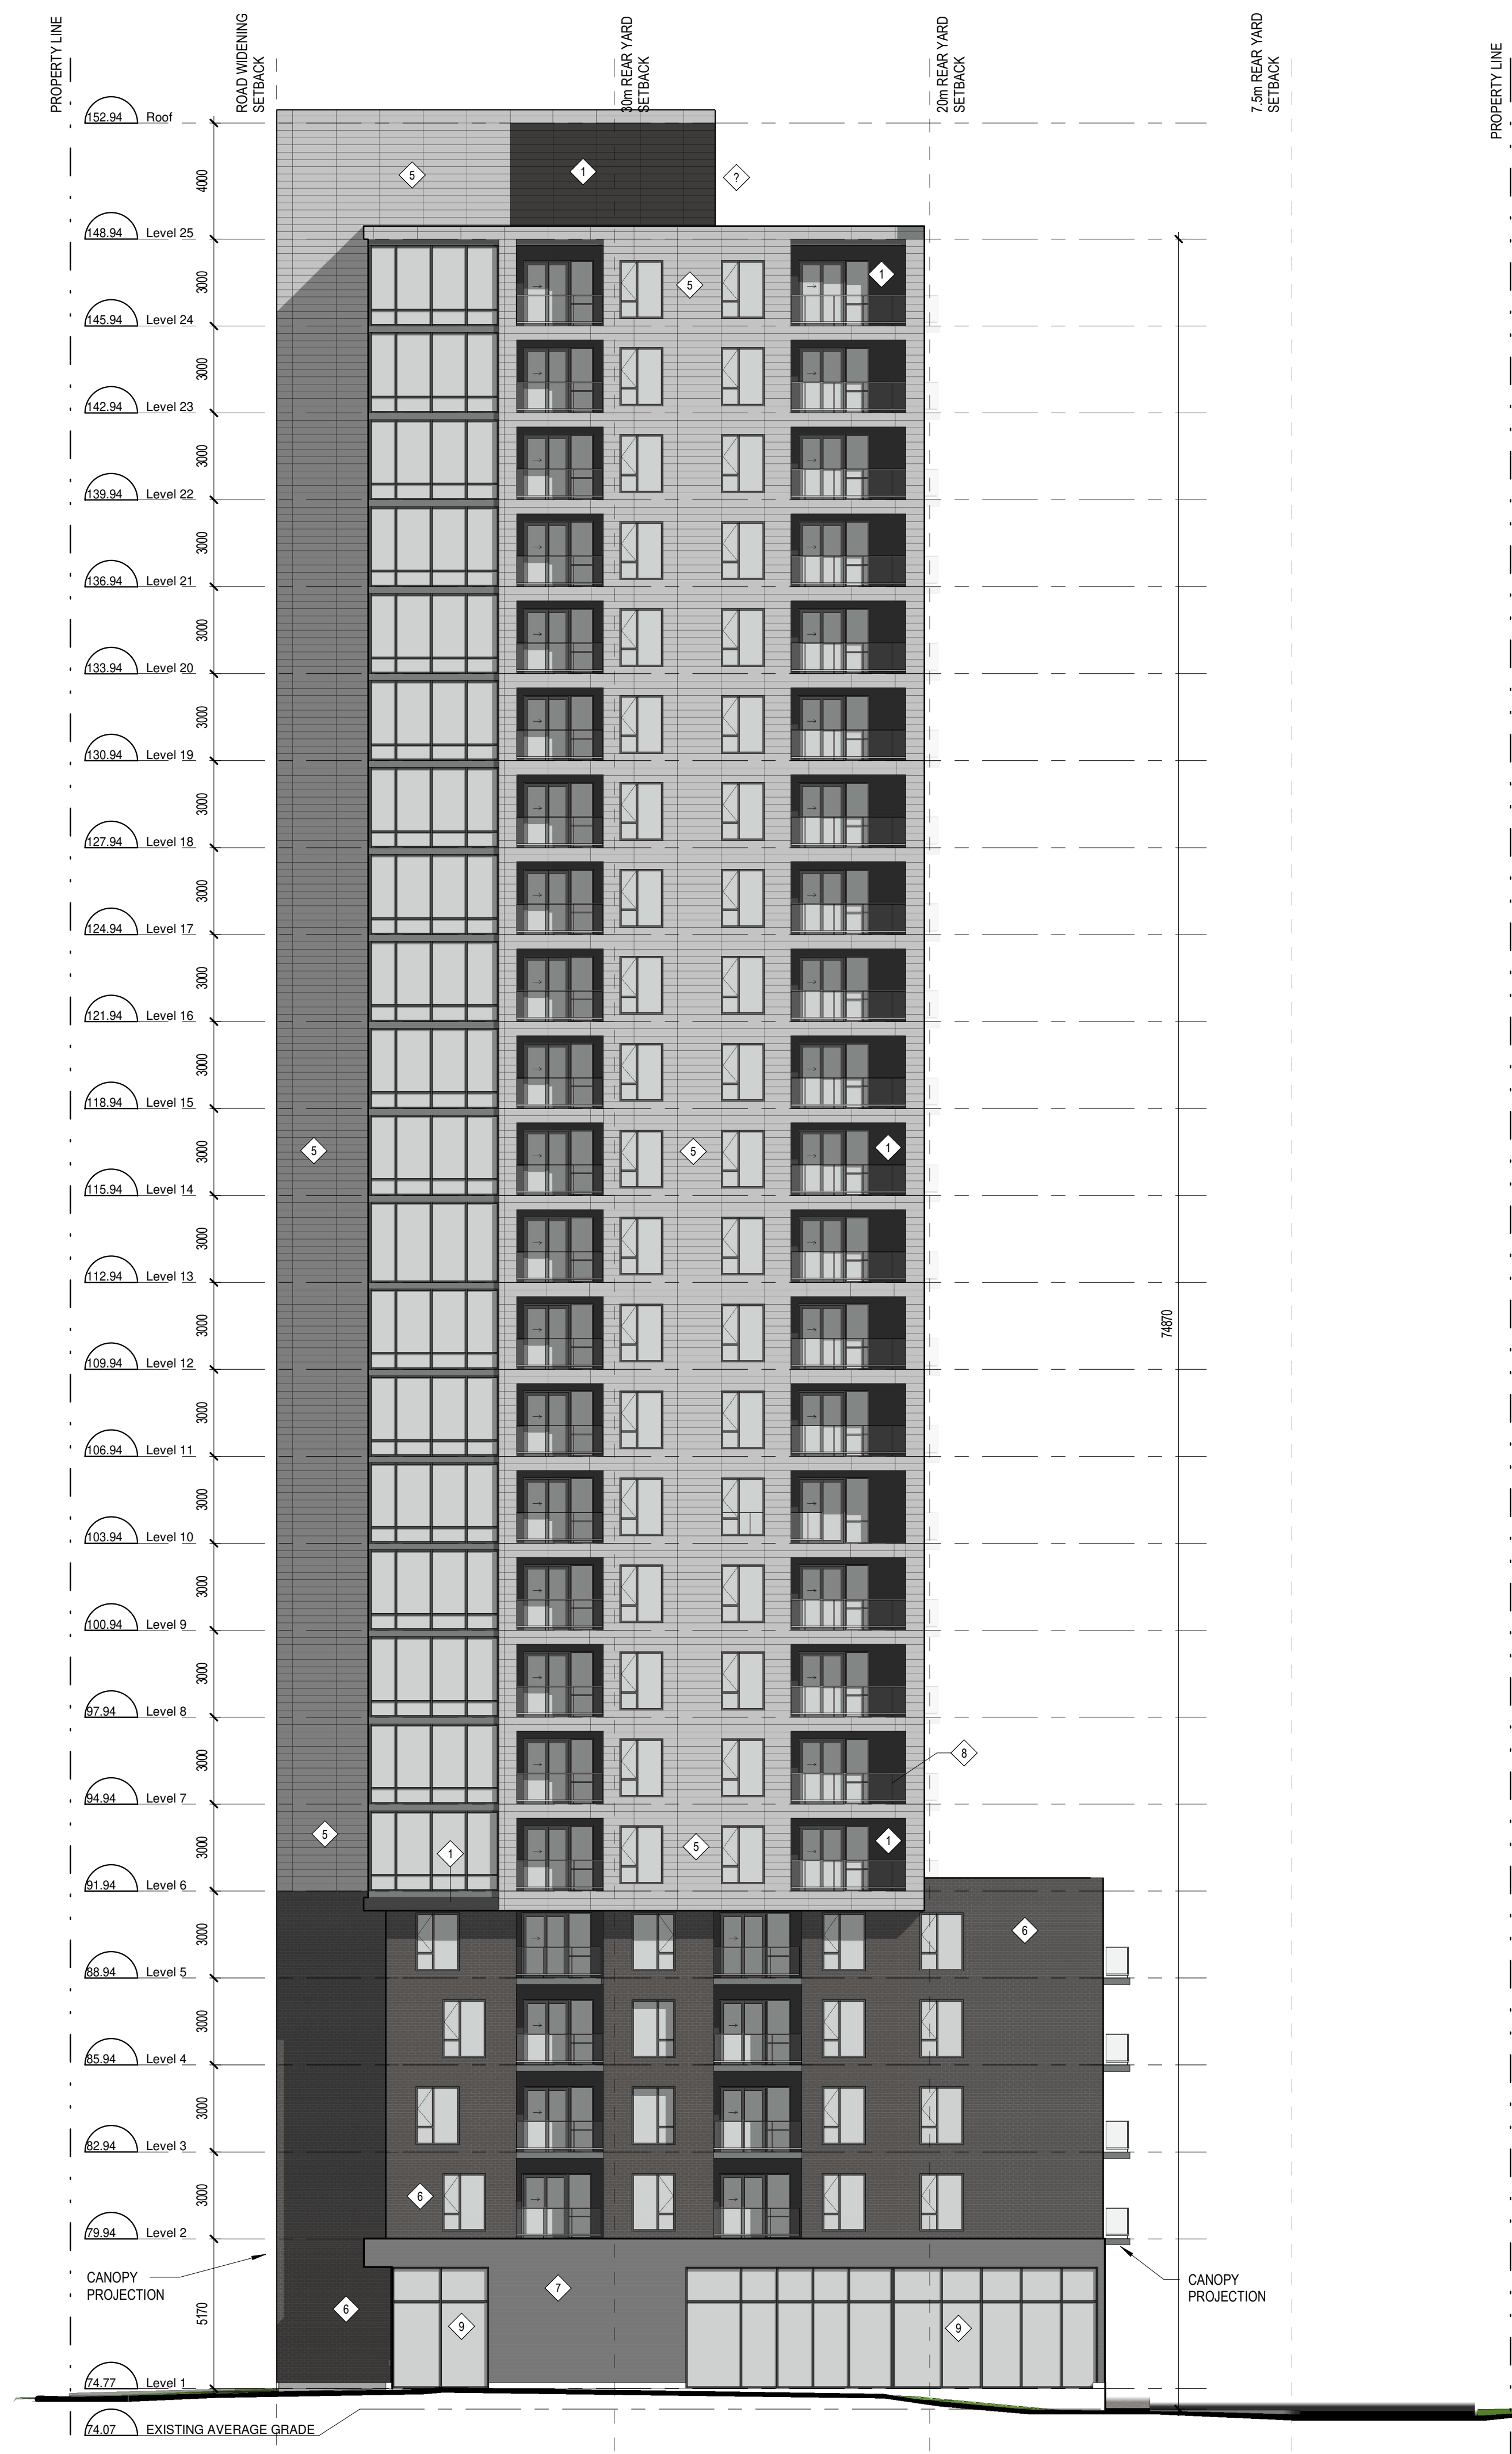 PROPERTY LINE
ROAD WIDENING
SETBACK
30m REAR YARD
SETBACK
20m REAR YARD
SETBACK
7.5m REAR YARD
SETBACK
PROPERTY LINE
152.94 Roof
4000
5
1
?
148.94 Level 25
3000
5
1
145.94 Level 24
3000
142.94 Level 23
3000
139.94 Level 22
3000
136.94 Level 21
3000
133.94 Level 20
3000
130.94 Level 19
3000
127.94 Level 18
3000
124.94 Level 17
3000
121.94 Level 16
3000
118.94 Level 15
3000
5
5
1
115.94 Level 14
3000
112.94 Level 13
3000
74870
109.94 Level 12
3000
106.94 Level 11
3000
103.94 Level 10
3000
100.94 Level 9
3000
97.94 Level 8
3000
8
94.94 Level 7
3000
5
1
5
1
91.94 Level 6
3000
6
88.94 Level 5
3000
85.94 Level 4
3000
82.94 Level 3
3000
6
79.94 Level 2
CANOPY
PROJECTION
7
CANOPY
PROJECTION
5170
6
9
9
74.77 Level 1
74.07 EXISTING AVERAGE GRADE